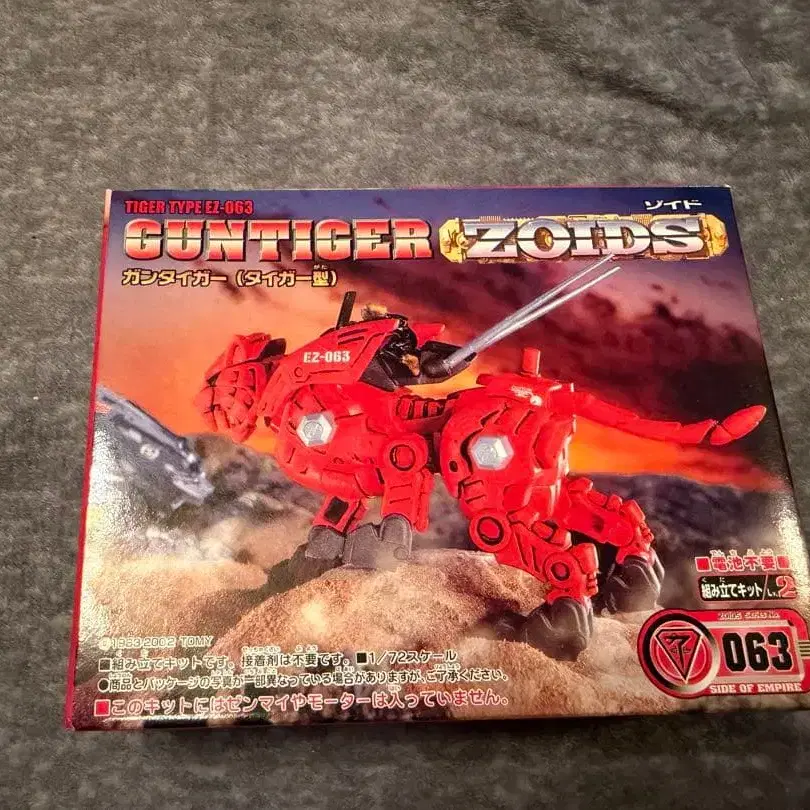 TIGER TYPE EZ-063
GUNTIGER
ゾイド
ZOIDS
ガンタイガー(タイガー型)
EZ-063
■電池不要■
組み立てキット/Lv.2
ZOIDS Series No.
063
SIDE OF EMPIRE
©1983-2002 TOMY
■組み立てキットです。接着剤は不要です。■1/72スケール
●商品とパッケージの写真が一部異なっている場合がありますが、ご了承ください。
■このキットにはゼンマイやモーターは入っていません。